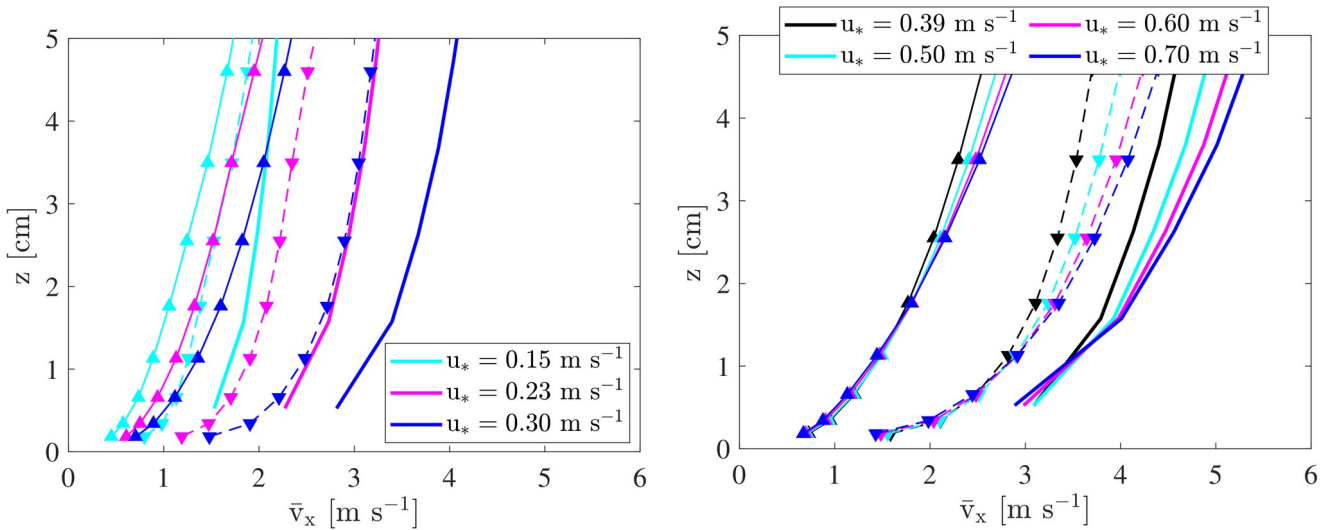 5
4
3
2
1
0
z [cm]
0 1 2 3 4 5 6
v̄ₓ [m s⁻¹]
u* = 0.15 m s⁻¹
u* = 0.23 m s⁻¹
u* = 0.30 m s⁻¹
u* = 0.39 m s⁻¹ u* = 0.60 m s⁻¹
u* = 0.50 m s⁻¹ u* = 0.70 m s⁻¹
5
4
3
2
1
0
z [cm]
0 1 2 3 4 5 6
v̄ₓ [m s⁻¹]